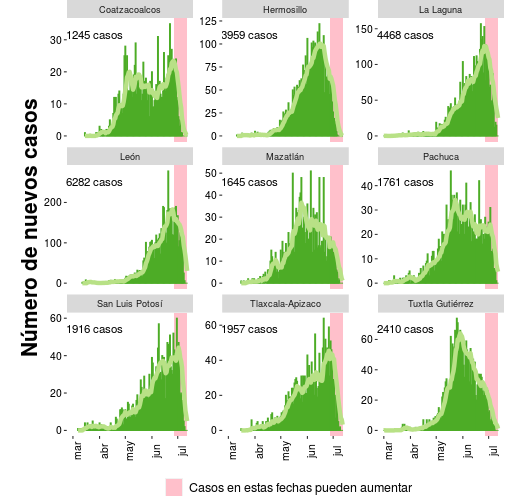 Coatzacoalcos
Hermosillo
La Laguna
1245 casos
3959 casos
4468 casos
0
10
20
30
0
25
50
75
100
125
0
50
100
150
León
Mazatlán
Pachuca
6282 casos
1645 casos
1761 casos
0
100
200
0
10
20
30
40
50
0
10
20
30
40
San Luis Potosí
Tlaxcala-Apizaco
Tuxtla Gutiérrez
1916 casos
1957 casos
2410 casos
0
20
40
60
0
20
40
60
0
20
40
60
mar
abr
may
jun
jul
mar
abr
may
jun
jul
mar
abr
may
jun
jul
Número de nuevos casos
Casos en estas fechas pueden aumentar